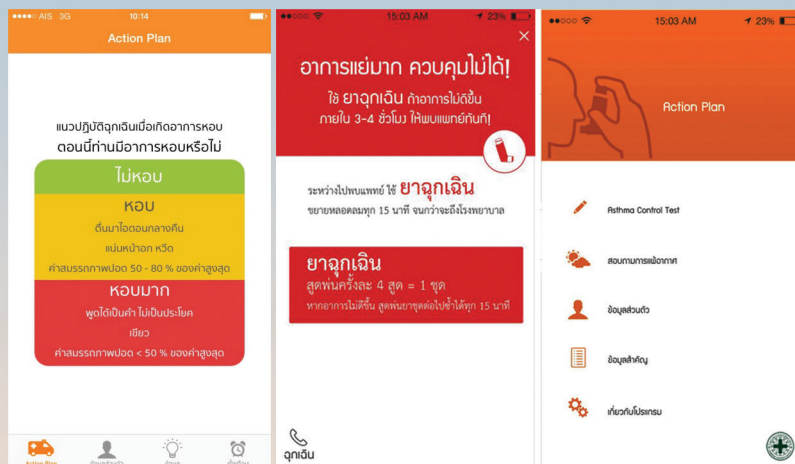 AIS 3G 10:14
Action Plan
แนวปฏิบัติฉุกเฉินเมื่อเกิดอาการหอบ
ตอนนี้ท่านมีอาการหอบหรือไม่
ไม่หอบ
หอบ
ตื่นมาไอตอนกลางคืน
แน่นหน้าอก หวีด
ค่าสมรรถภาพปอด 50 - 80 % ของค่าสูงสุด
หอบมาก
พูดได้เป็นคำ ไม่เป็นประโยค
เขียว
ค่าสมรรถภาพปอด < 50 % ของค่าสูงสุด
Action Plan
ข้อมูลส่วนตัว
ข้อมูล
15:03 AM 23%
อาการแย่มาก ควบคุมไม่ได้!
ใช้ ยาฉุกเฉิน ถ้าอาการไม่ดีขึ้น
ภายใน 3-4 ชั่วโมง ให้พบแพทย์ทันที!
ระหว่างไปพบแพทย์ ใช้ ยาฉุกเฉิน
ขยายหลอดลมทุก 15 นาที จนกว่าจะถึงโรงพยาบาล
ยาฉุกเฉิน
สูดพ่นครั้งละ 4 สูด = 1 ชุด
หากอาการไม่ดีขึ้น สูดพ่นยาชุดต่อไปซ้ำได้ทุก 15 นาที
ฉุกเฉิน
15:03 AM 23%
Action Plan
Asthma Control Test
สอบถามการแพ้อากาศ
ข้อมูลส่วนตัว
ข้อมูลสำคัญ
เกี่ยวกับโปรแกรม